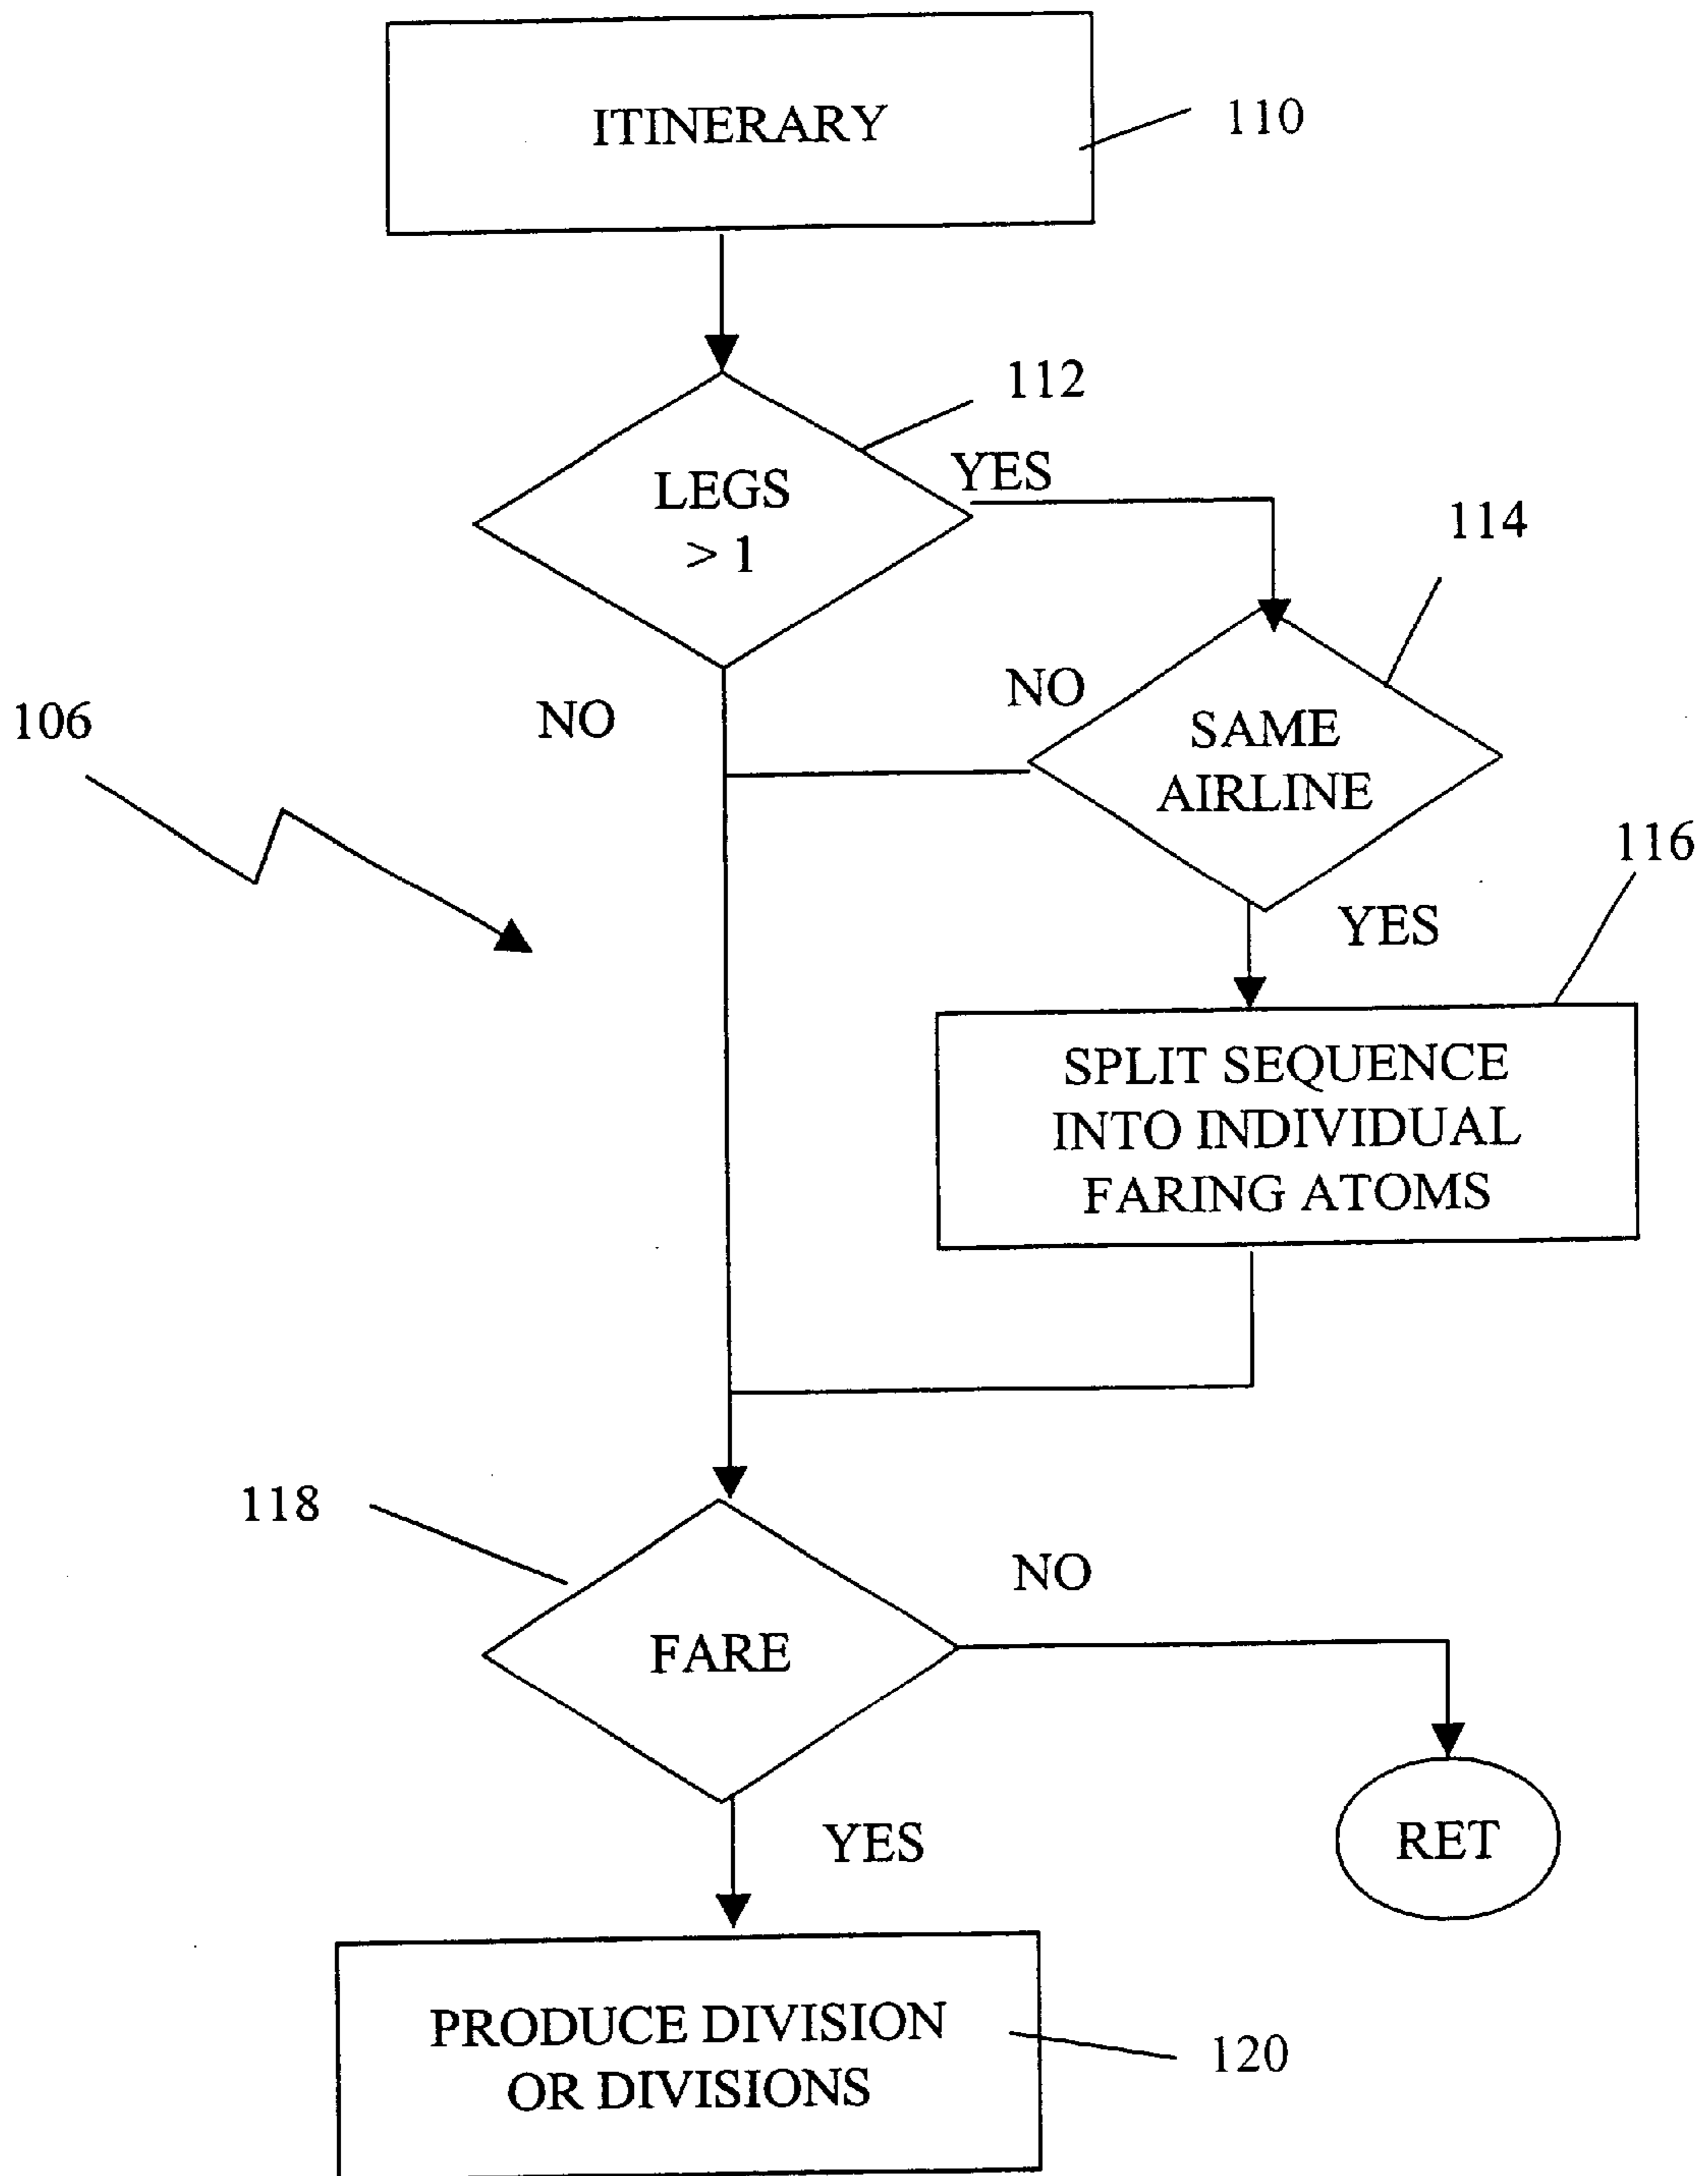 ITINERARY
110
112
LEGS
> 1
YES
114
NO
SAME
AIRLINE
106
NO
116
YES
SPLIT SEQUENCE
INTO INDIVIDUAL
FARING ATOMS
118
NO
FARE
RET
YES
PRODUCE DIVISION
OR DIVISIONS
120